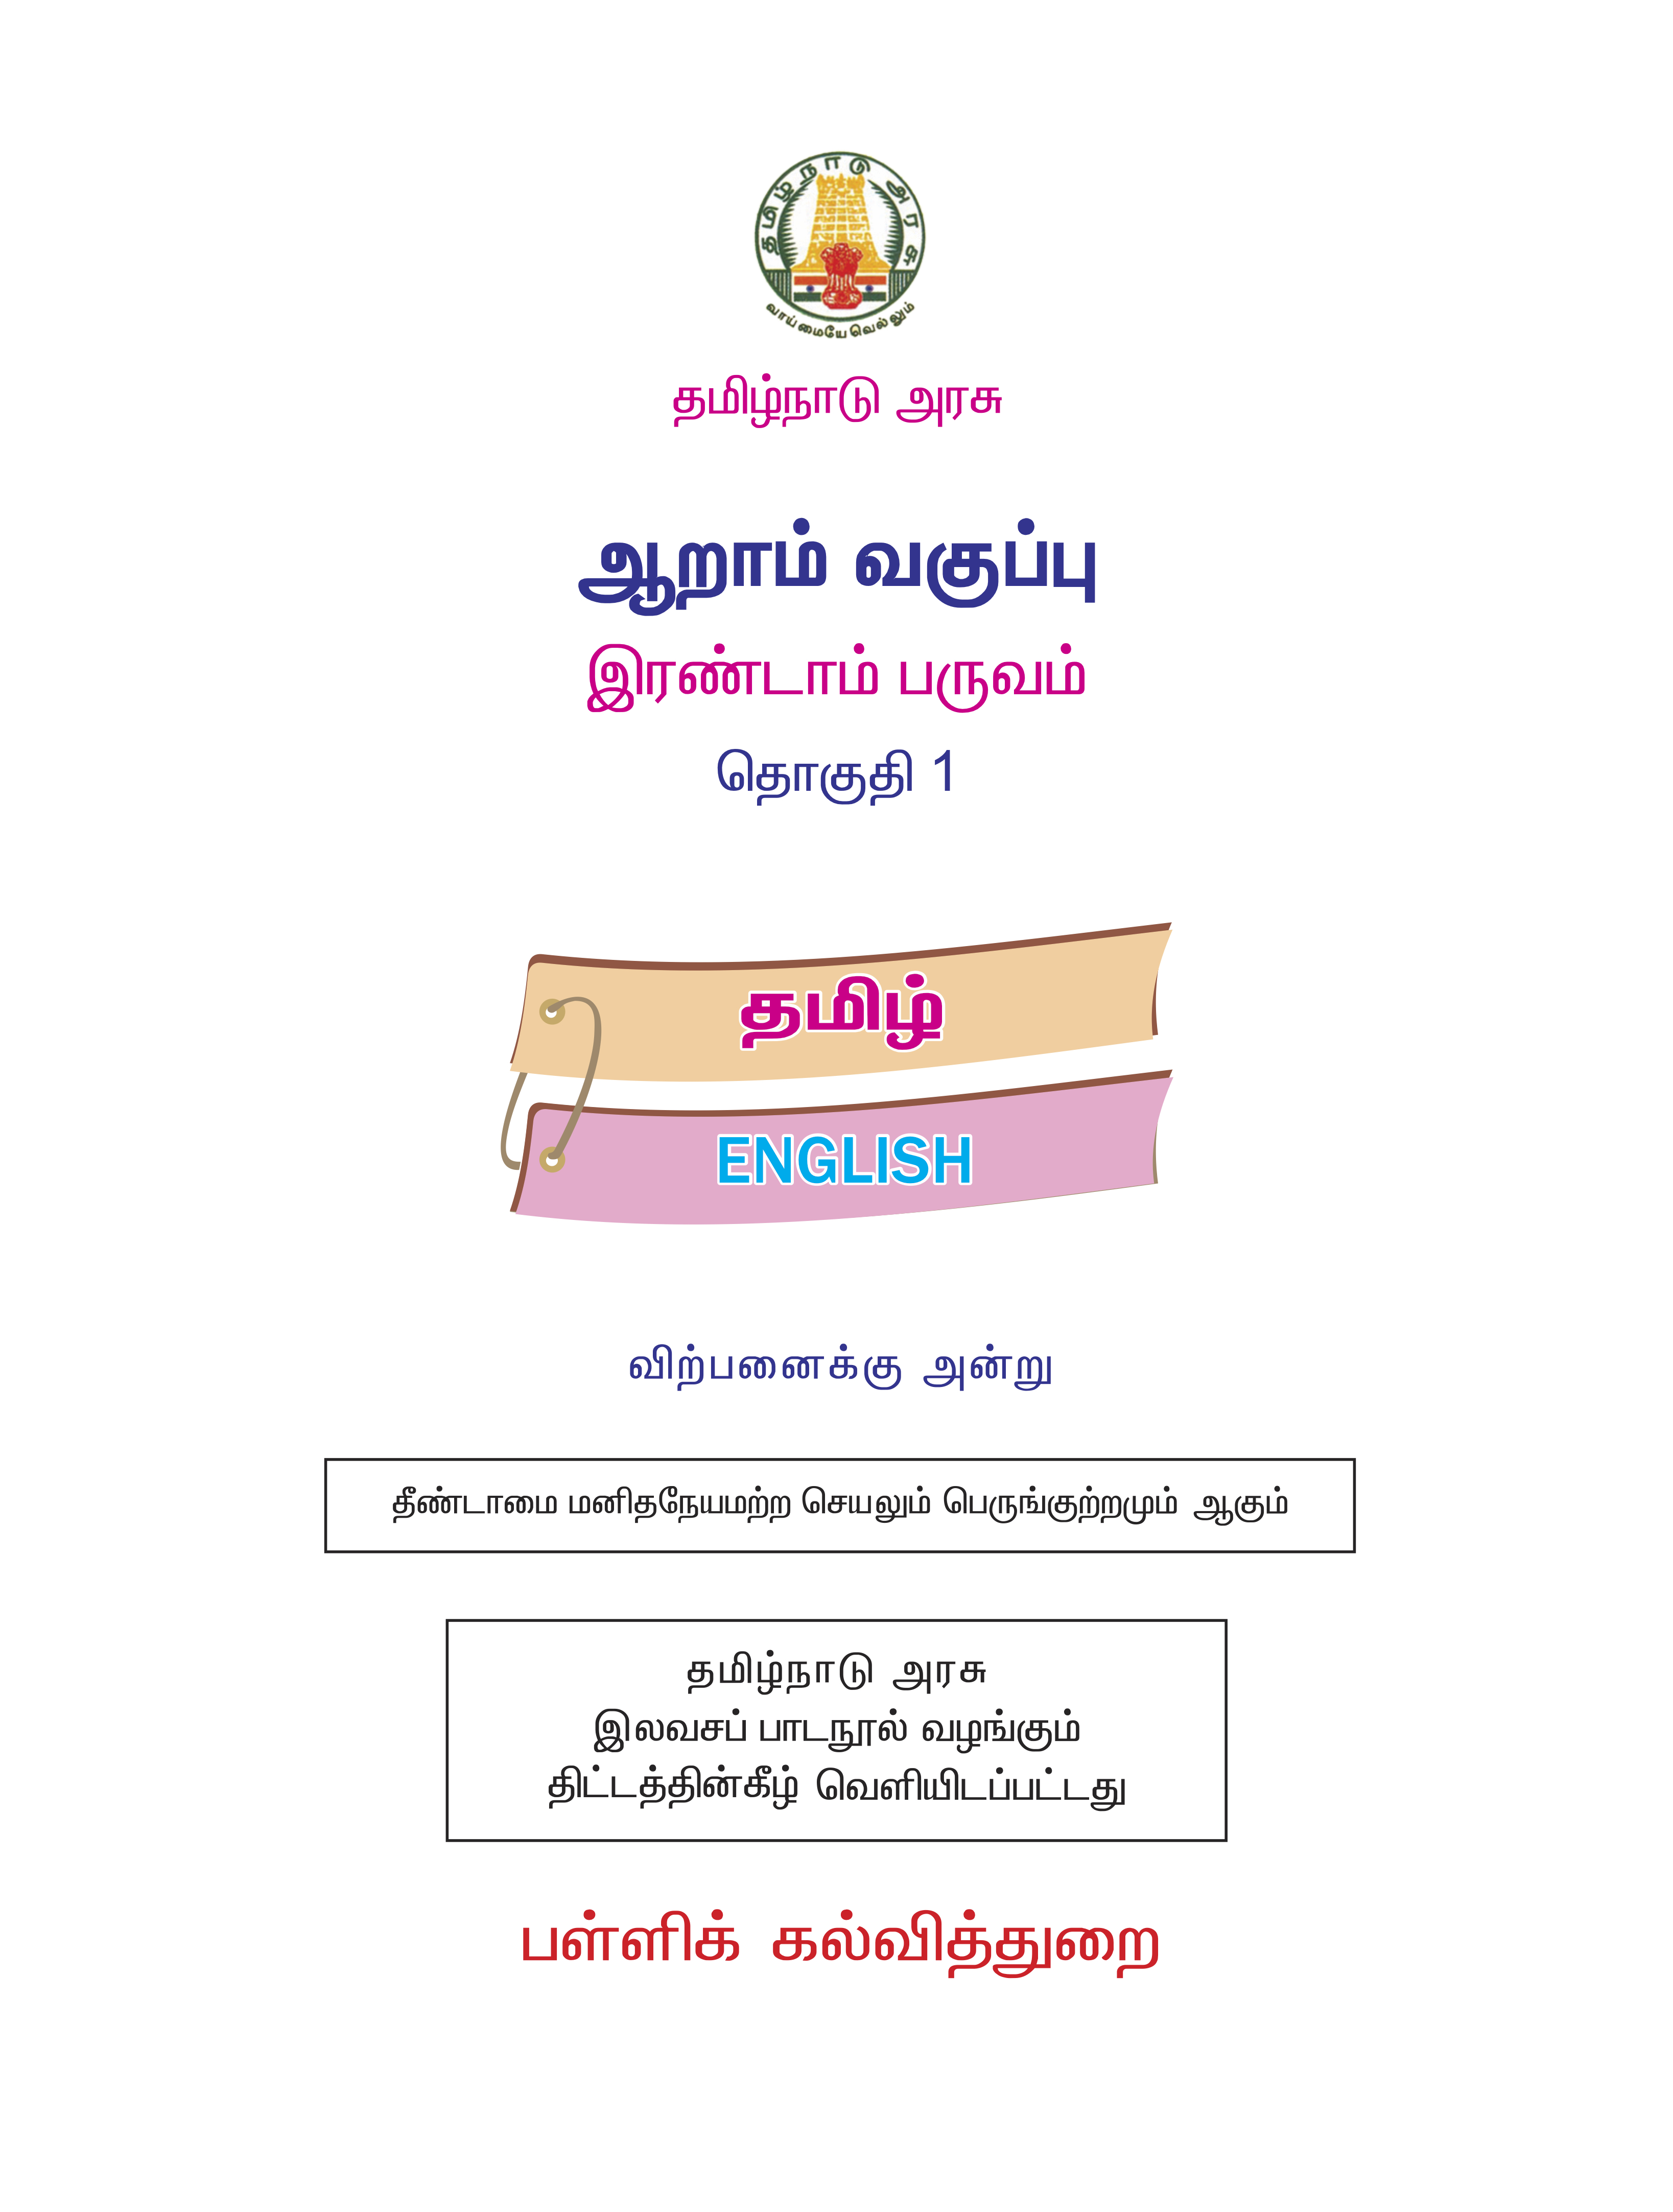 தமிழ்நாடு அரசு
வாய்மையே வெல்லும்
தமிழ்நாடு அரசு
ஆறாம் வகுப்பு
இரண்டாம் பருவம்
தொகுதி 1
தமிழ்
ENGLISH
விற்பனைக்கு அன்று
தீண்டாமை மனிதநேயமற்ற செயலும் பெருங்குற்றமும் ஆகும்
தமிழ்நாடு அரசு
இலவசப் பாடநூல் வழங்கும்
திட்டத்தின்கீழ் வெளியிடப்பட்டது
பள்ளிக் கல்வித்துறை